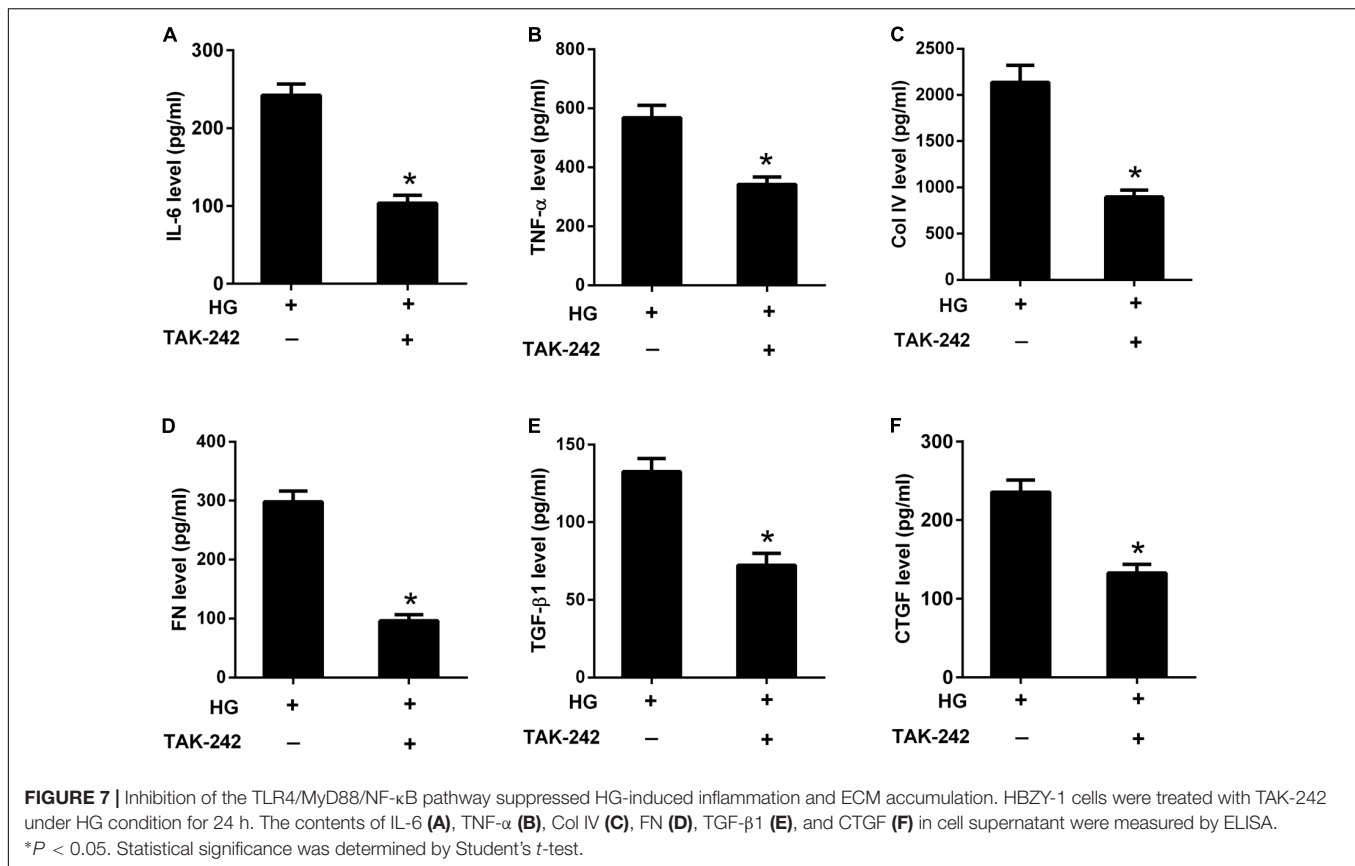 A
IL-6 level (pg/ml)
300
200
100
0
*
HG + +
TAK-242 – +
B
TNF-α level (pg/ml)
800
600
400
200
0
*
HG + +
TAK-242 – +
C
Col IV level (pg/ml)
2500
2000
1500
1000
500
0
*
HG + +
TAK-242 – +
D
FN level (pg/ml)
400
300
200
100
0
*
HG + +
TAK-242 – +
E
TGF-β1 level (pg/ml)
150
100
50
0
*
HG + +
TAK-242 – +
F
CTGF level (pg/ml)
300
200
100
0
*
HG + +
TAK-242 – +
FIGURE 7 | Inhibition of the TLR4/MyD88/NF-κB pathway suppressed HG-induced inflammation and ECM accumulation. HBZY-1 cells were treated with TAK-242
under HG condition for 24 h. The contents of IL-6 (A), TNF-α (B), Col IV (C), FN (D), TGF-β1 (E), and CTGF (F) in cell supernatant were measured by ELISA.
*P < 0.05. Statistical significance was determined by Student's t-test.